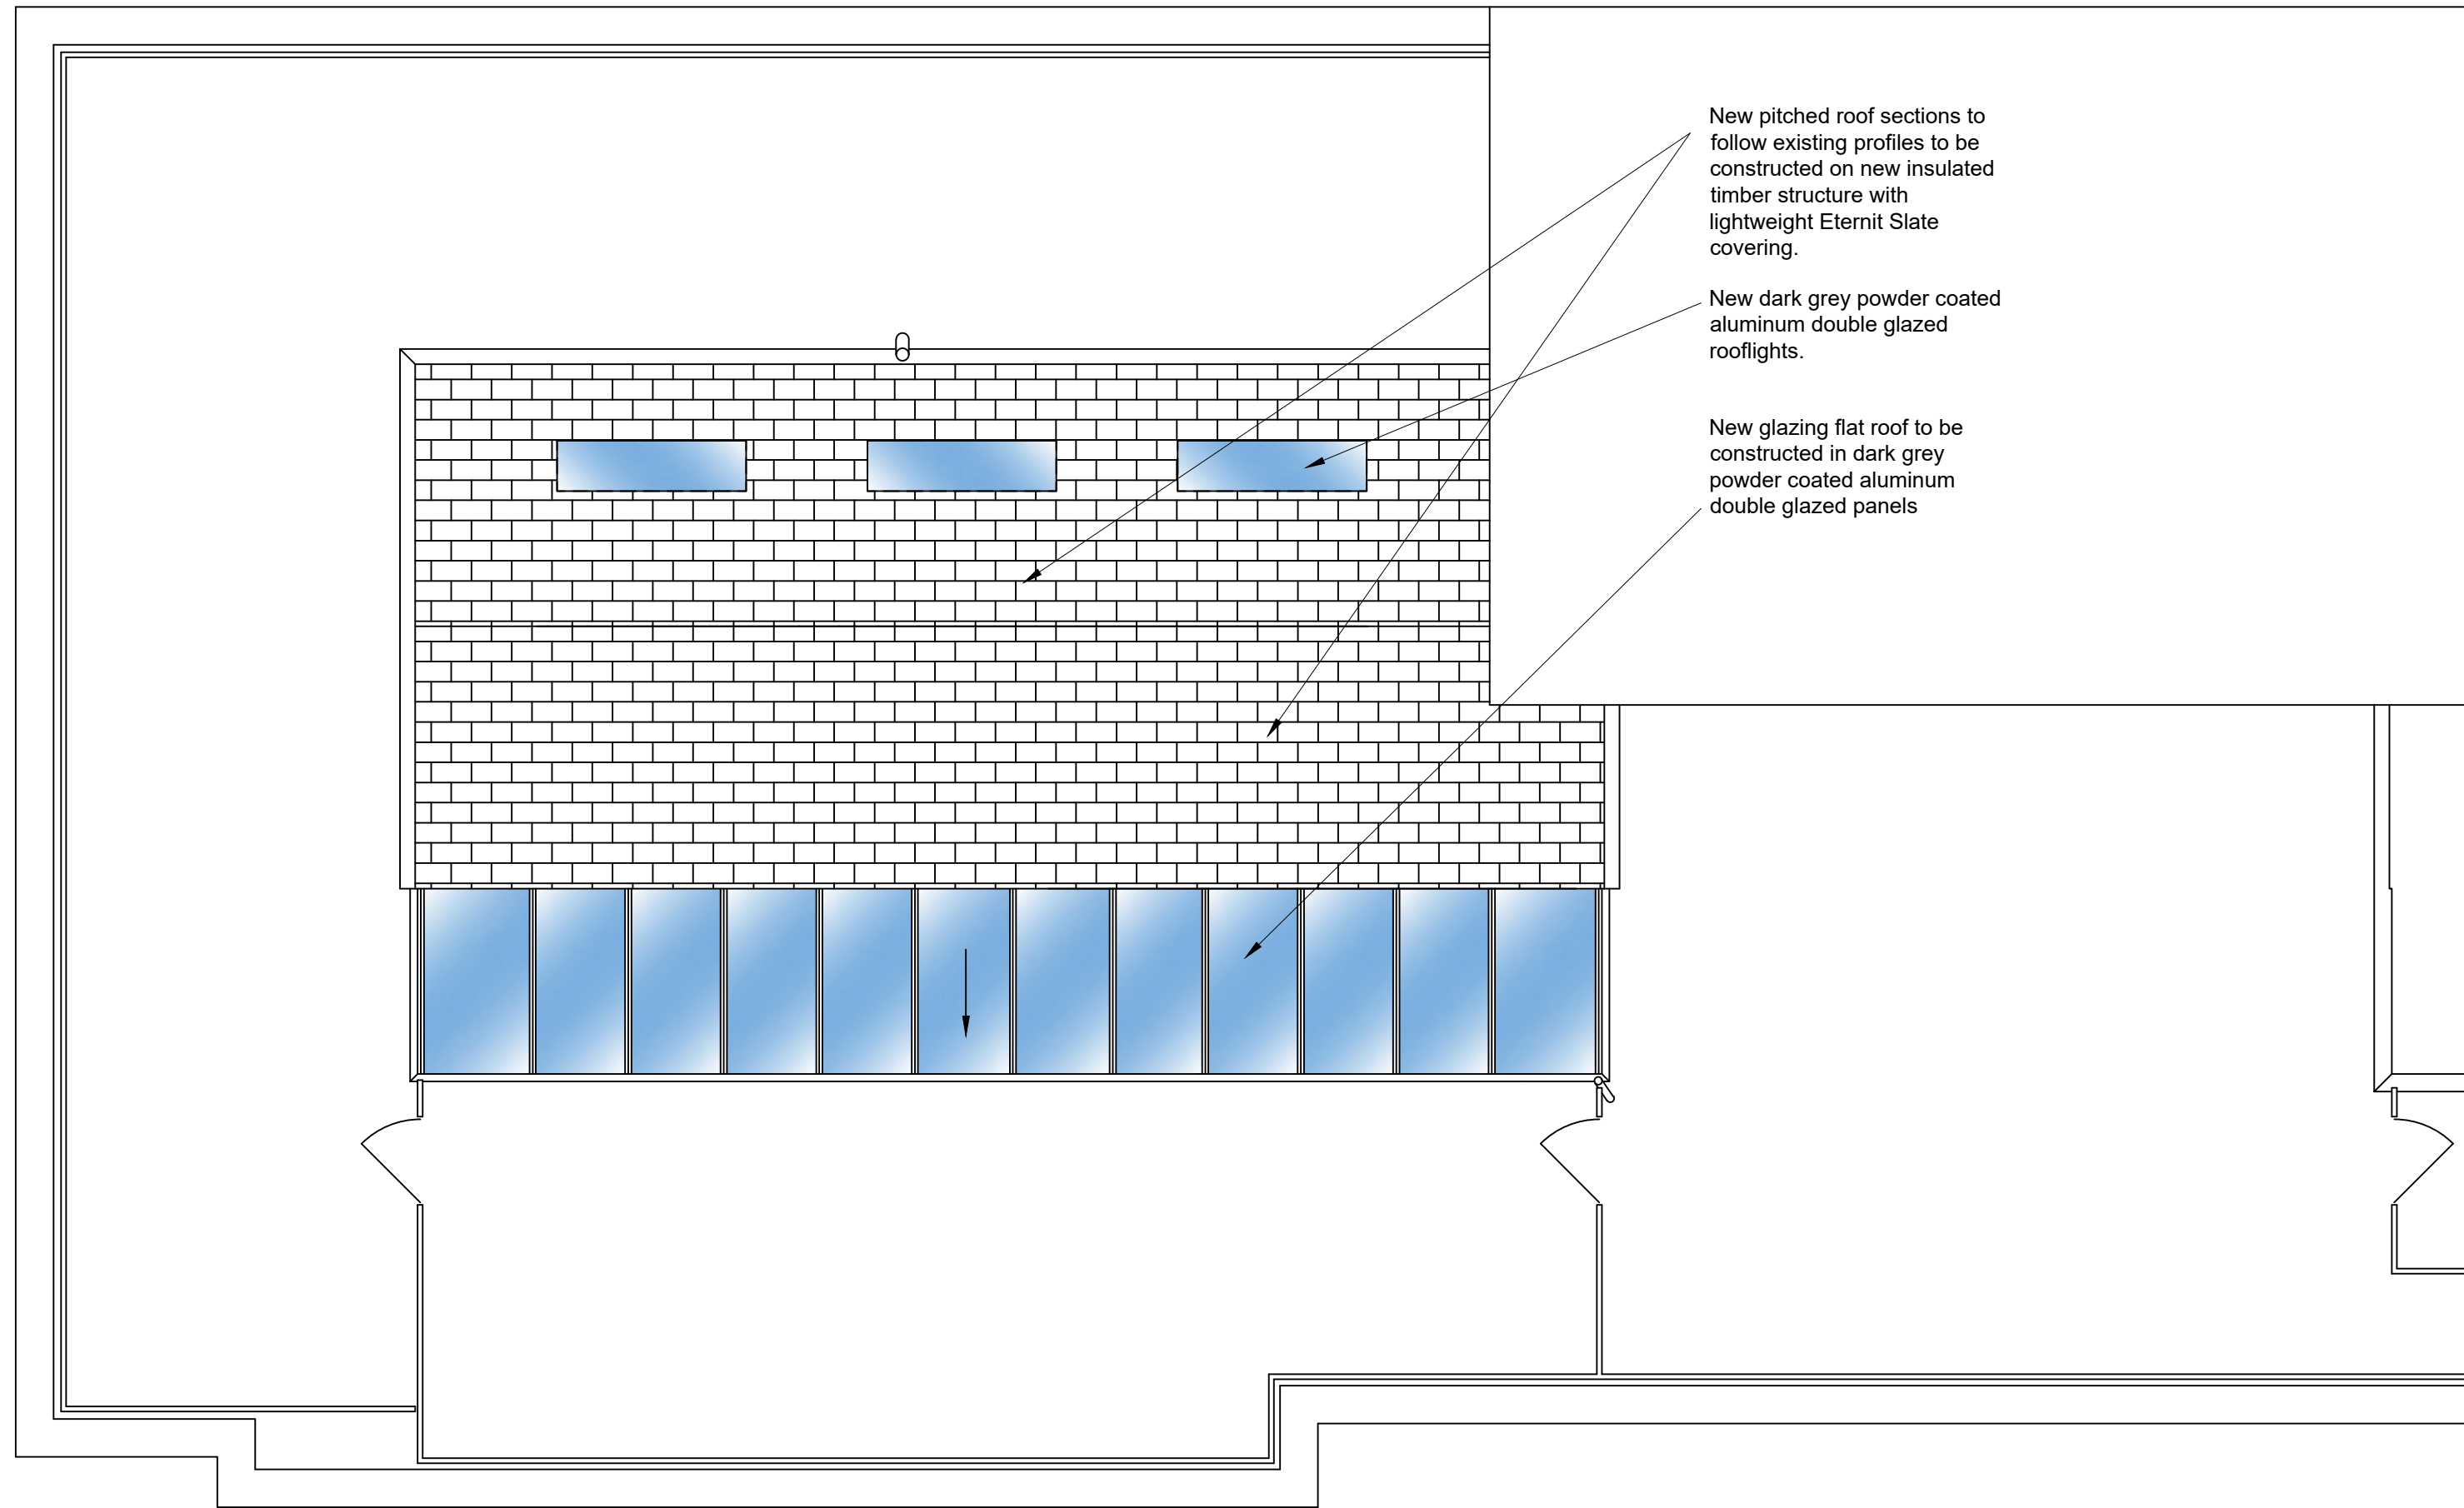 New pitched roof sections to
follow existing profiles to be
constructed on new insulated
timber structure with
lightweight Eternit Slate
covering.
New dark grey powder coated
aluminum double glazed
rooflights.
New glazing flat roof to be
constructed in dark grey
powder coated aluminum
double glazed panels